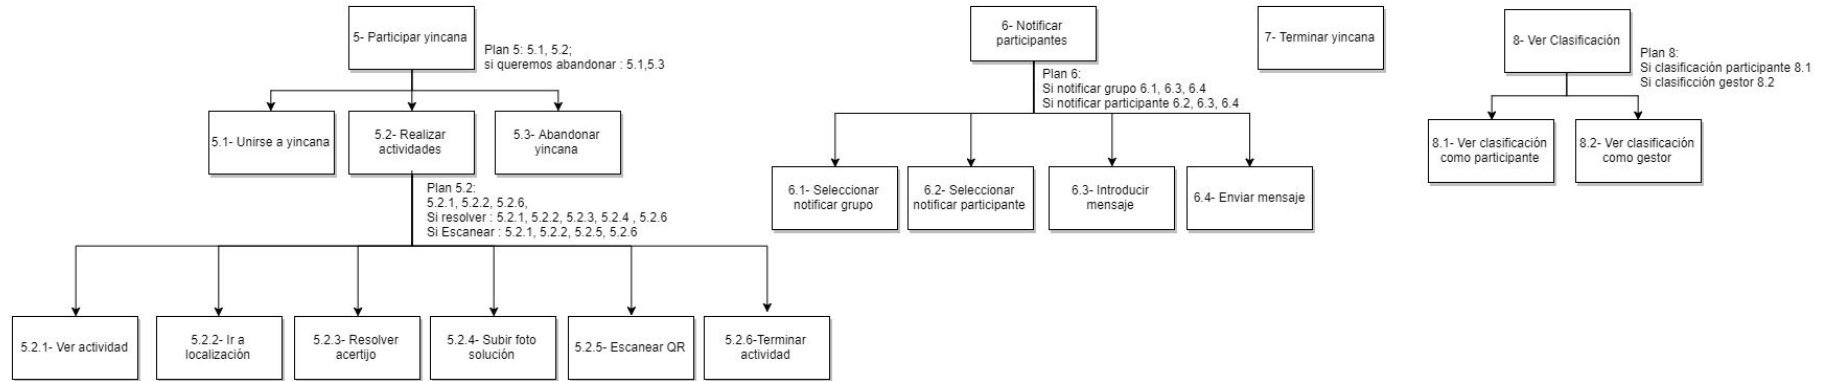 5- Participar yincana
Plan 5: 5.1, 5.2;
si queremos abandonar : 5.1,5.3
5.1- Unirse a yincana
5.2- Realizar
actividades
5.3- Abandonar
yincana
Plan 5.2:
5.2.1, 5.2.2, 5.2.6,
Si resolver : 5.2.1, 5.2.2, 5.2.3, 5.2.4 , 5.2.6
Si Escanear : 5.2.1, 5.2.2, 5.2.5, 5.2.6
5.2.1- Ver actividad
5.2.2- Ir a
localización
5.2.3- Resolver
acertijo
5.2.4- Subir foto
solución
5.2.5- Escanear QR
5.2.6-Terminar
actividad
6- Notificar
participantes
Plan 6:
Si notificar grupo 6.1, 6.3, 6.4
Si notificar participante 6.2, 6.3, 6.4
6.1- Seleccionar
notificar grupo
6.2- Seleccionar
notificar participante
6.3- Introducir
mensaje
6.4- Enviar mensaje
7- Terminar yincana
8- Ver Clasificación
Plan 8:
Si clasificación participante 8.1
Si clasificción gestor 8.2
8.1- Ver clasificación
como participante
8.2- Ver clasificación
como gestor